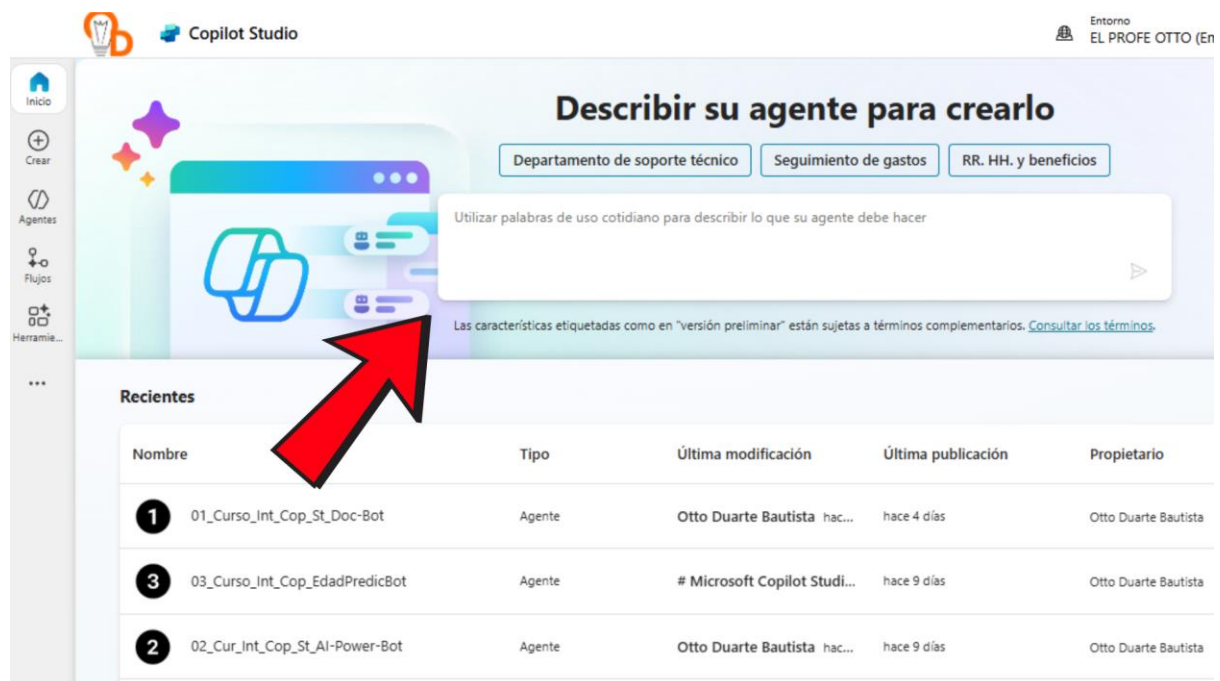 Copilot Studio
Entorno
EL PROFE OTTO (En
Inicio
Crear
Agentes
Flujos
Herramie...
Describir su agente para crearlo
Departamento de soporte técnico Seguimiento de gastos RR. HH. y beneficios
Utilizar palabras de uso cotidiano para describir lo que su agente debe hacer
Las características etiquetadas como en "versión preliminar" están sujetas a términos complementarios. Consultar los términos.
Recientes
Nombre Tipo Última modificación Última publicación Propietario
1 01_Curso_Int_Cop_St_Doc-Bot Agente Otto Duarte Bautista hac... hace 4 días Otto Duarte Bautista
3 03_Curso_Int_Cop_EdadPredicBot Agente # Microsoft Copilot Studi... hace 9 días Otto Duarte Bautista
2 02_Cur_Int_Cop_St_AI-Power-Bot Agente Otto Duarte Bautista hac... hace 9 días Otto Duarte Bautista